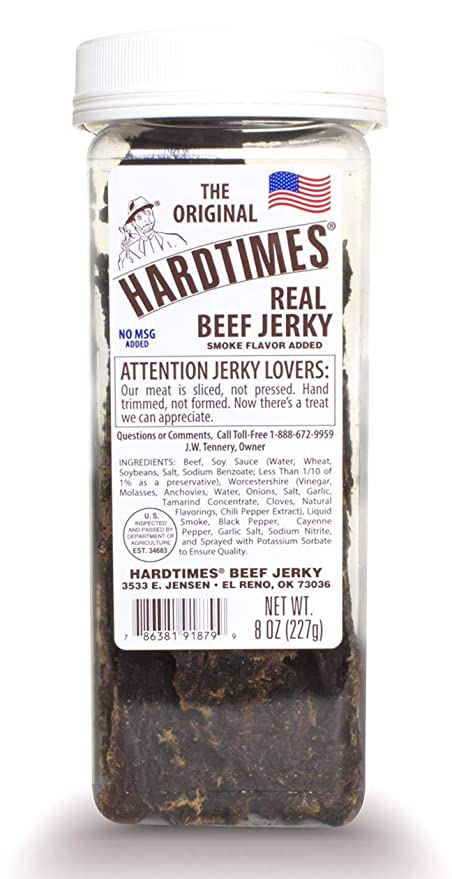 THE
ORIGINAL
HARDTIMES®
REAL
BEEF JERKY
NO MSG
ADDED
SMOKE FLAVOR ADDED
ATTENTION JERKY LOVERS:
Our meat is sliced, not pressed. Hand
trimmed, not formed. Now there's a treat
we can appreciate.
Questions or Comments, Call Toll-Free 1-888-672-9959
J.W. Tennery, Owner
INGREDIENTS: Beef, Soy Sauce (Water, Wheat,
Soybeans, Salt, Sodium Benzoate; Less Than 1/10 of
1% as a preservative), Worcestershire (Vinegar,
Molasses, Anchovies, Water, Onions, Salt, Garlic,
Tamarind Concentrate, Cloves, Natural
Flavorings, Chili Pepper Extract), Liquid
Smoke, Black Pepper, Cayenne
Pepper, Garlic Salt, Sodium Nitrite,
and Sprayed with Potassium Sorbate
to Ensure Quality.
U.S.
INSPECTED
AND PASSED BY
DEPARTMENT OF
AGRICULTURE
EST. 34683
HARDTIMES® BEEF JERKY
3533 E. JENSEN • EL RENO, OK 73036
7 86381 91879 9
NET WT.
8 OZ (227g)